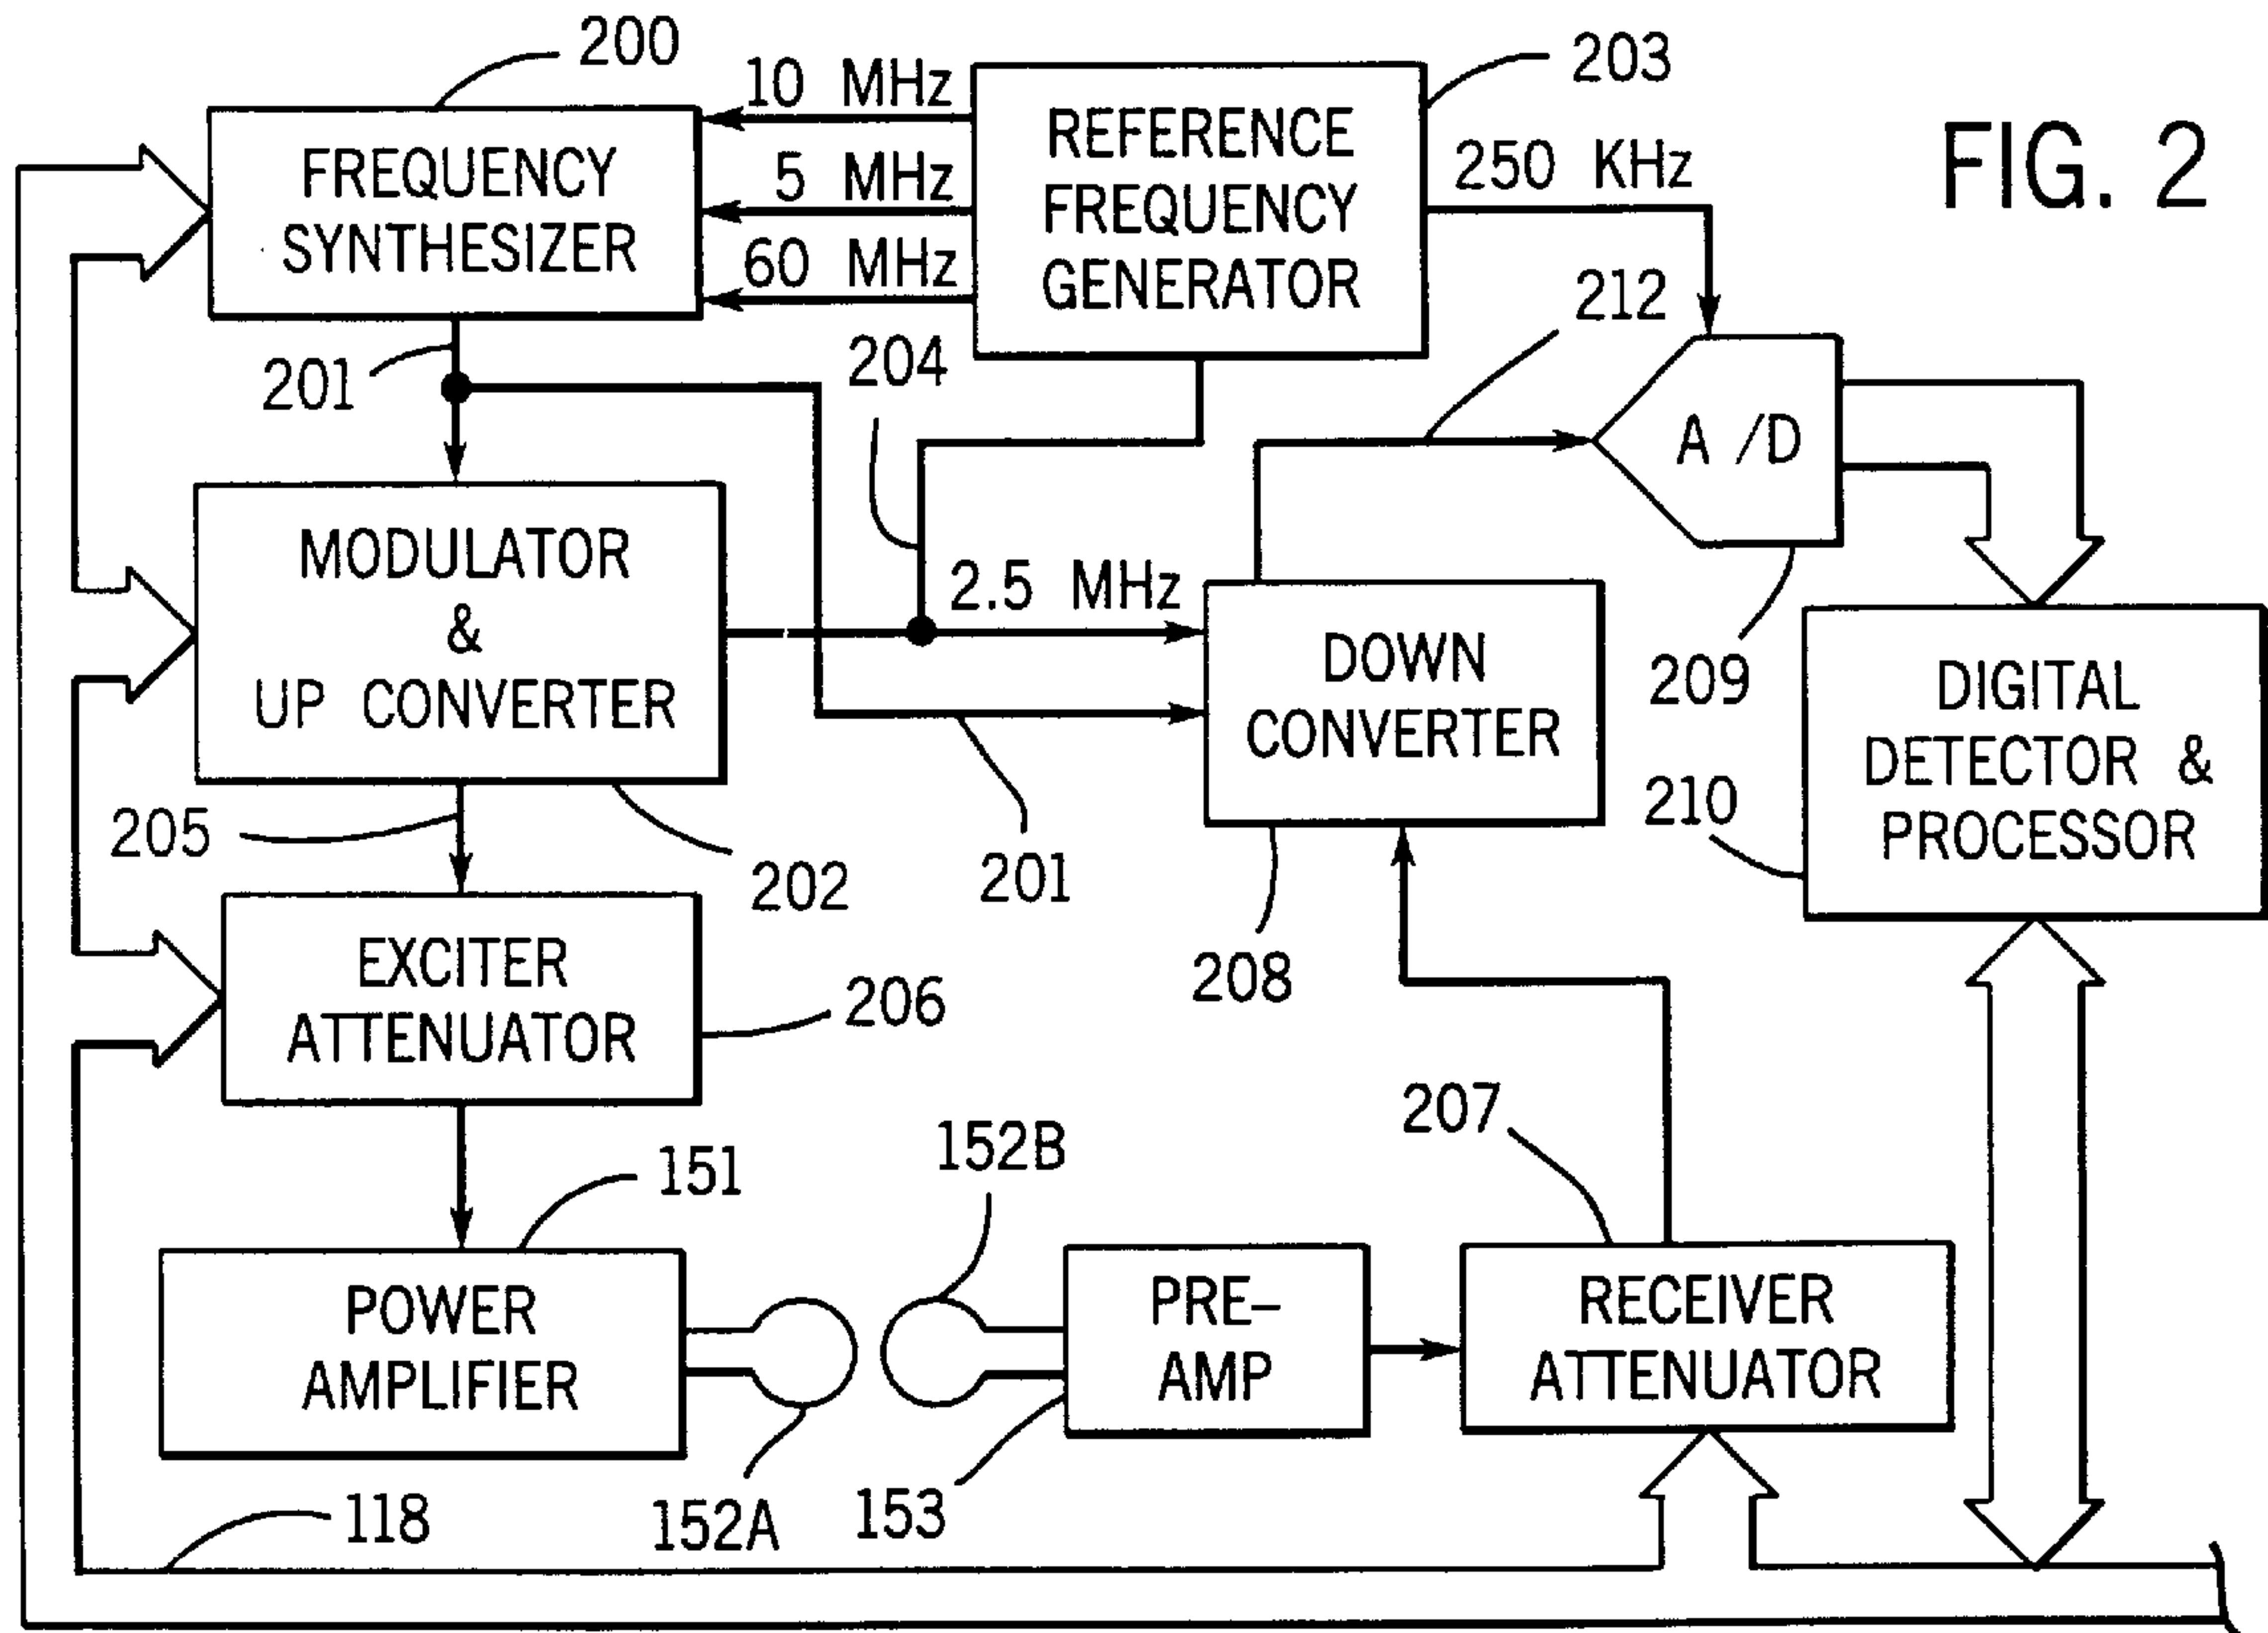 FIG. 2
200
10 MHz
203
FREQUENCY
SYNTHESIZER
5 MHz
60 MHz
REFERENCE
FREQUENCY
GENERATOR
250 KHz
212
201
204
A /D
MODULATOR
&
UP CONVERTER
2.5 MHz
DOWN
CONVERTER
209
DIGITAL
DETECTOR &
PROCESSOR
210
205
202
201
208
EXCITER
ATTENUATOR
206
207
151
152B
POWER
AMPLIFIER
PRE–
AMP
RECEIVER
ATTENUATOR
118
152A
153